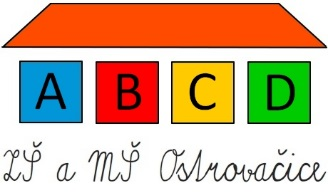 A B C D
ZŠ a MŠ Ostrovačice